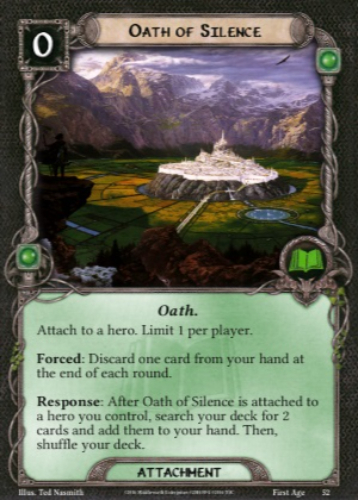 0
Oath of Silence
Oath.
Attach to a hero. Limit 1 per player.
Forced: Discard one card from your hand at
the end of each round.
Response: After Oath of Silence is attached
to a hero you control, search your deck for 2
cards and add them to your hand. Then,
shuffle your deck.
Attachment
Illus. Ted Nasmith
First Age 52